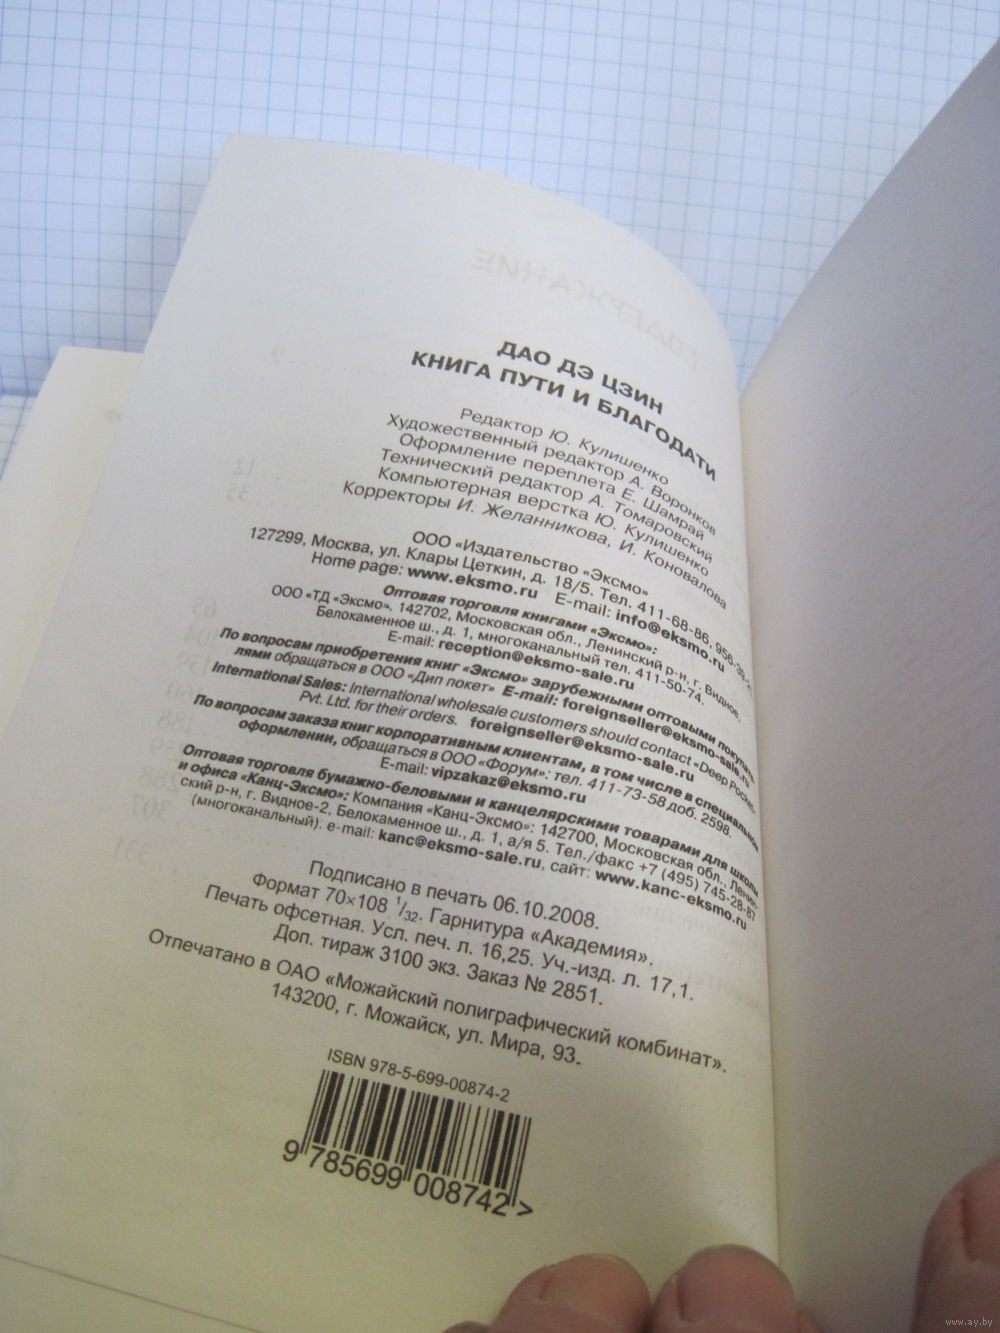 ДАО ДЭ ЦЗИН
КНИГА ПУТИ И БЛАГОДАТИ
Редактор Ю. Кулишенко
Художественный редактор А. Воронков
Оформление переплета Е. Шамрай
Технический редактор А. Томаровский
Компьютерная верстка Ю. Кулишенко
Корректоры И. Желанникова, И. Коновалова
ООО «Издательство «Эксмо»
127299, Москва, ул. Клары Цеткин, д. 18/5. Тел. 411-68-86, 956-39-
Home page: www.eksmo.ru E-mail: info@eksmo.ru
Оптовая торговля книгами «Эксмо»:
ООО «ТД «Эксмо». 142702, Московская обл., Ленинский р-н, г. Видное,
Белокаменное ш., д. 1, многоканальный тел. 411-50-74.
E-mail: reception@eksmo-sale.ru
По вопросам приобретения книг «Эксмо» зарубежными оптовыми покупате-
лями обращаться в ООО «Дип покет» E-mail: foreignseller@eksmo-sale.ru
International Sales: International wholesale customers should contact «Deep Pocket»
Pvt. Ltd. for their orders. foreignseller@eksmo-sale.ru
По вопросам заказа книг корпоративным клиентам, в том числе в специальном
оформлении, обращаться в ООО «Форум»: тел. 411-73-58 доб. 2598.
E-mail: vipzakaz@eksmo.ru
Оптовая торговля бумажно-беловыми и канцелярскими товарами для школы
и офиса «Канц-Эксмо»: Компания «Канц-Эксмо»: 142700, Московская обл., Ленин-
ский р-н, г. Видное-2, Белокаменное ш., д. 1, а/я 5. Тел./факс +7 (495) 745-28-87
(многоканальный). e-mail: kanc@eksmo-sale.ru, сайт: www.kanc-eksmo.ru
Подписано в печать 06.10.2008.
Формат 70×108 1/32. Гарнитура «Академия».
Печать офсетная. Усл. печ. л. 16,25. Уч.-изд. л. 17,1.
Доп. тираж 3100 экз. Заказ № 2851.
Отпечатано в ОАО «Можайский полиграфический комбинат».
143200, г. Можайск, ул. Мира, 93.
ISBN 978-5-699-00874-2
9 785699 008742 >
www.ay.by